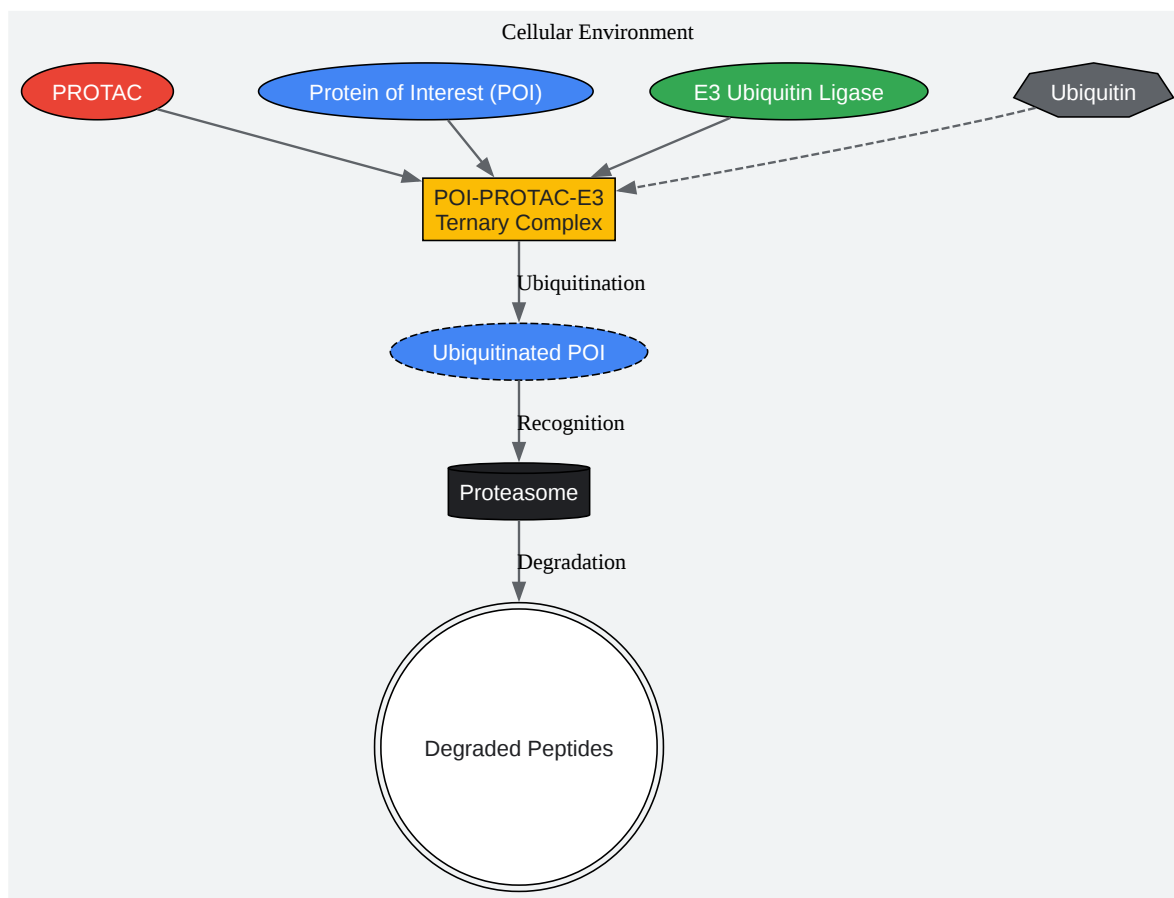 Cellular Environment
PROTAC
Protein of Interest (POI)
E3 Ubiquitin Ligase
Ubiquitin
POI-PROTAC-E3
Ternary Complex
Ubiquitination
Ubiquitinated POI
Recognition
Proteasome
Degradation
Degraded Peptides